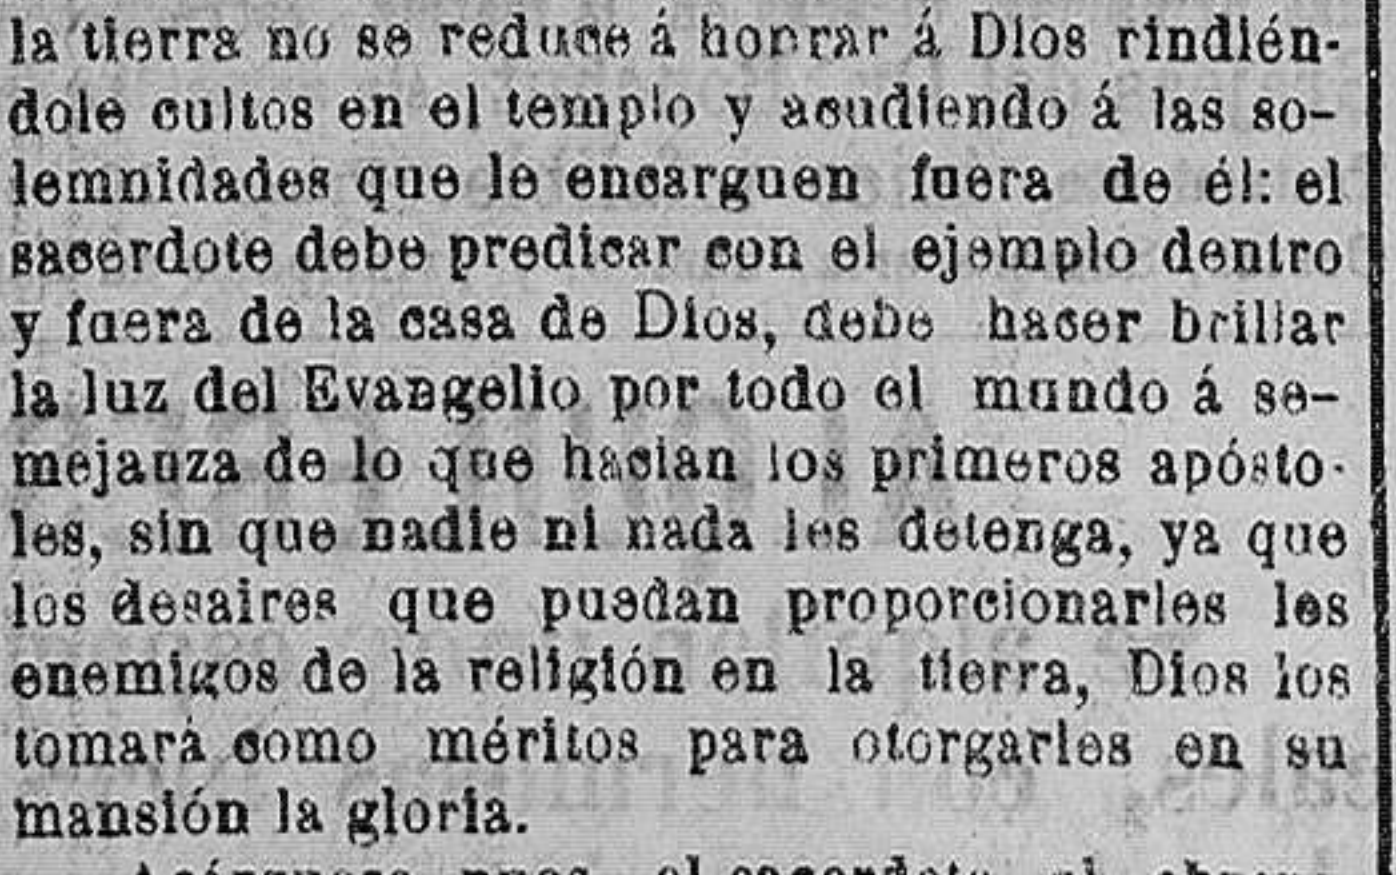 la tierra no se reduce á honrar á Dios rindién-
dole cultos en el templo y acudiendo á las so-
lemnidades que le encarguen fuera de él: el
sacerdote debe predicar con el ejemplo dentro
y fuera de la casa de Dios, debe hacer brillar
la luz del Evangelio por todo el mundo á se-
mejanza de lo que hacian los primeros apósto-
les, sin que nadie ni nada les detenga, ya que
los desaires que puedan proporcionarles les
enemigos de la religión en la tierra, Dios los
tomará como méritos para otorgarles en su
mansión la gloria.
pues el sacerdote